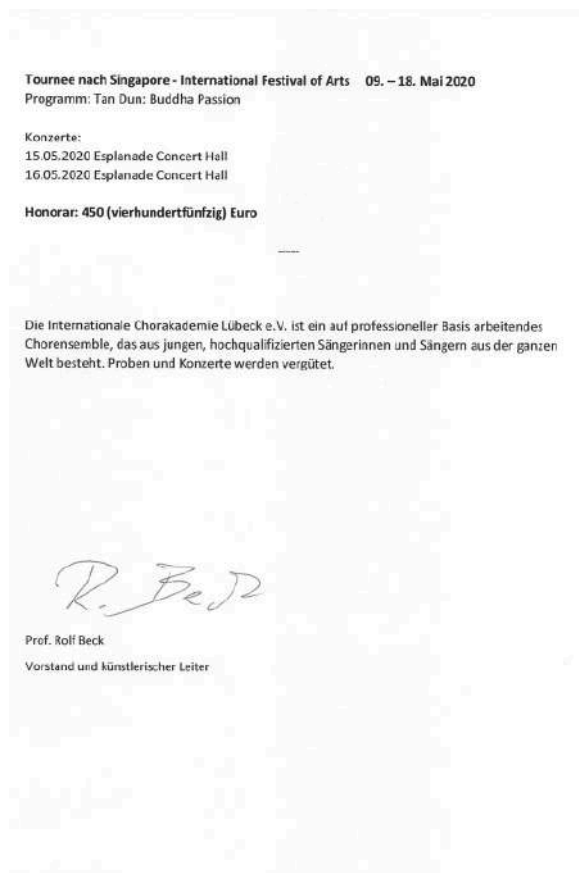 Tournee nach Singapore - International Festival of Arts 09. – 18. Mai 2020
Programm: Tan Dun: Buddha Passion
Konzerte:
15.05.2020 Esplanade Concert Hall
16.05.2020 Esplanade Concert Hall
Honorar: 450 (vierhundertfünfzig) Euro
----
Die Internationale Chorakademie Lübeck e.V. ist ein auf professioneller Basis arbeitendes
Chorensemble, das aus jungen, hochqualifizierten Sängerinnen und Sängern aus der ganzen
Welt besteht. Proben und Konzerte werden vergütet.
R. Beck
Prof. Rolf Beck
Vorstand und künstlerischer Leiter